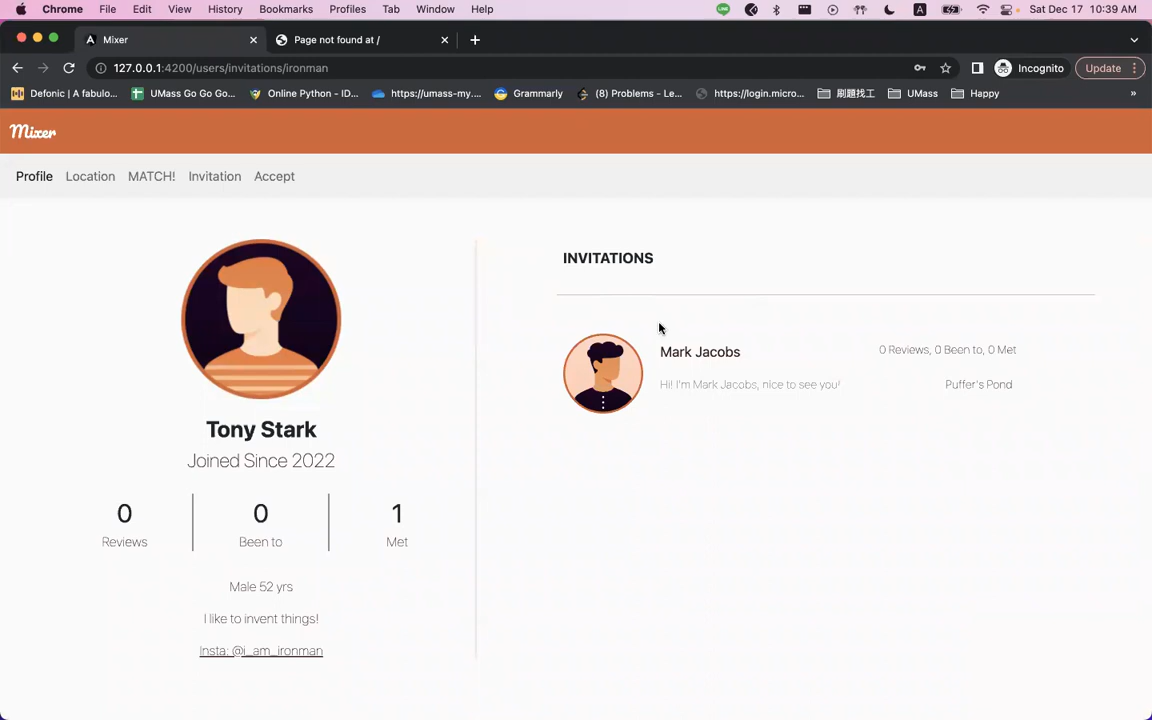 Chrome File Edit View History Bookmarks Profiles Tab Window Help A Sat Dec 17 10:39 AM
Mixer Page not found at /
127.0.0.1:4200/users/invitations/ironman Incognito Update
Defonic | A fabulo... UMass Go Go Go... Online Python - ID... https://umass-my.... Grammarly (8) Problems - Le... https://login.micro... 刷題找工 UMass Happy »
Mixer
Profile Location MATCH! Invitation Accept
INVITATIONS
Mark Jacobs 0 Reviews, 0 Been to, 0 Met
Hi! I'm Mark Jacobs, nice to see you! Puffer's Pond
Tony Stark
Joined Since 2022
0 0 1
Reviews Been to Met
Male 52 yrs
I like to invent things!
Insta: @i_am_ironman